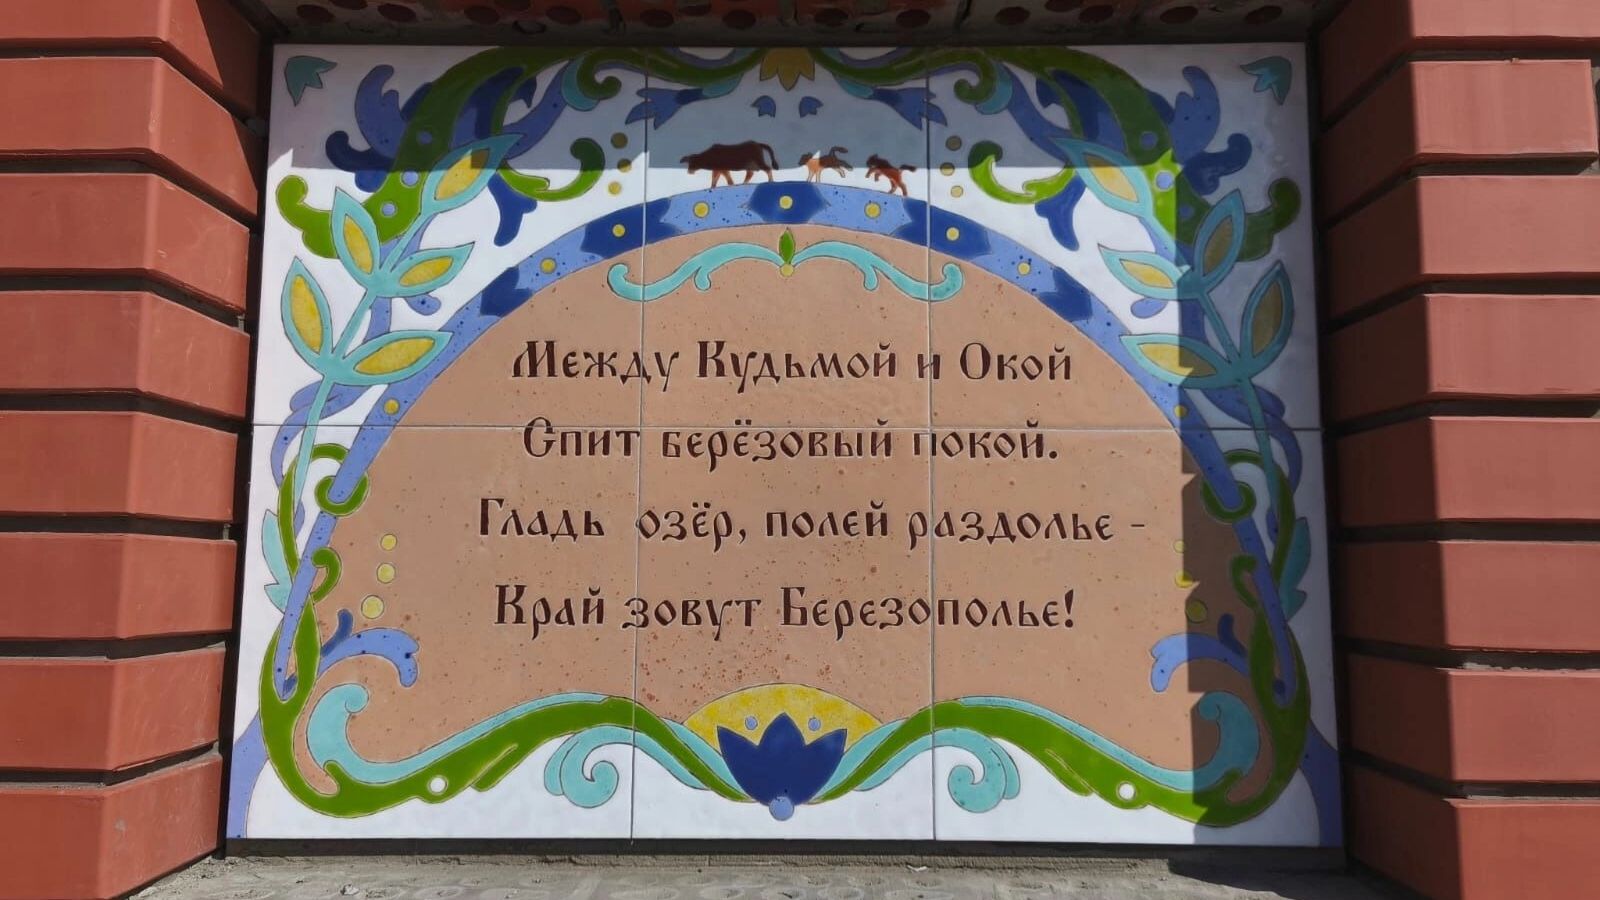 Между Кудьмой и Окой
Спит берёзовый покой.
Гладь озёр, полей раздолье -
Край зовут Березополье!